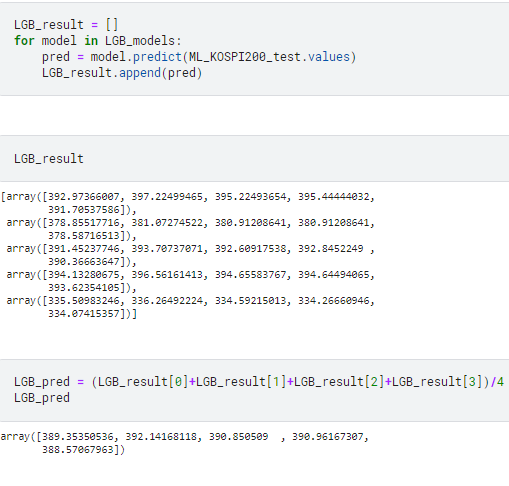 LGB_result = []
for model in LGB_models:
    pred = model.predict(ML_KOSPI200_test.values)
    LGB_result.append(pred)
LGB_result
[array([392.97366007, 397.22499465, 395.22493654, 395.44444032,
       391.70537586]),
 array([378.85517716, 381.07274522, 380.91208641, 380.91208641,
       378.58716513]),
 array([391.45237746, 393.70737071, 392.60917538, 392.8452249 ,
       390.36663647]),
 array([394.13280675, 396.56161413, 394.65583767, 394.64494065,
       393.62354105]),
 array([335.50983246, 336.26492224, 334.59215013, 334.26660946,
       334.07415357])]
LGB_pred = (LGB_result[0]+LGB_result[1]+LGB_result[2]+LGB_result[3])/4
LGB_pred
array([389.35350536, 392.14168118, 390.850509  , 390.96167307,
       388.57067963])